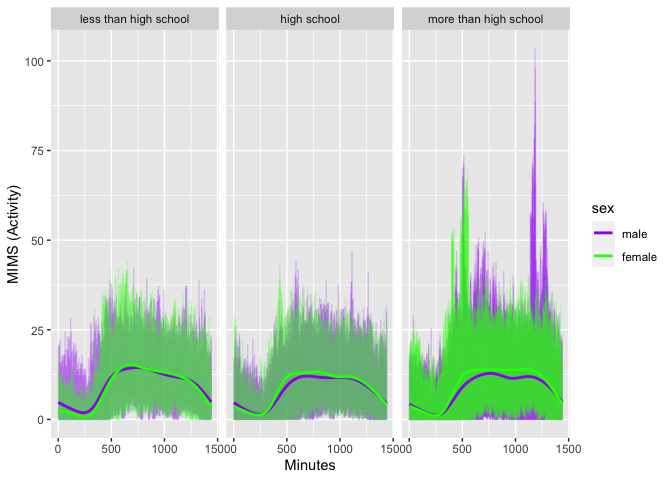 less than high school
high school
more than high school
100
75
50
25
0
MIMS (Activity)
0
500
1000
1500
0
500
1000
1500
0
500
1000
1500
Minutes
sex
male
female